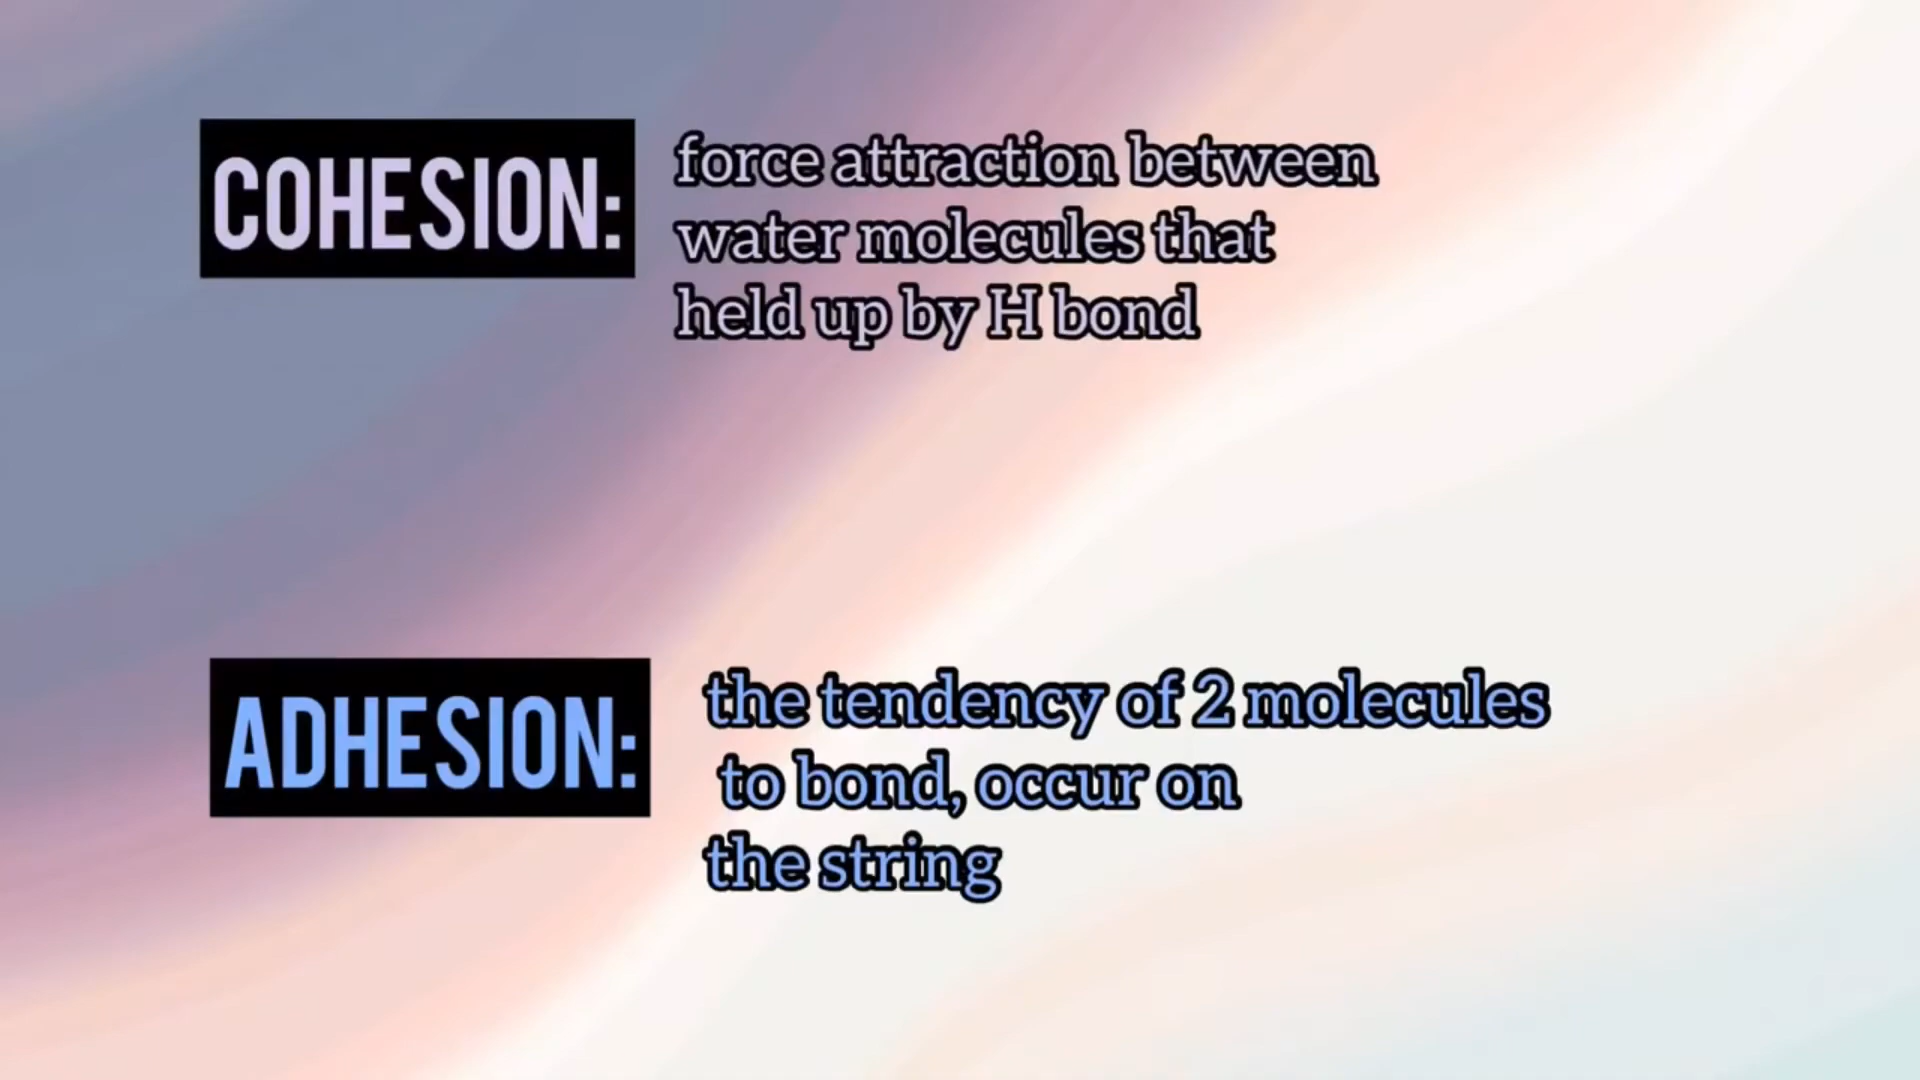 COHESION:
force attraction between
water molecules that
held up by H bond
ADHESION:
the tendency of 2 molecules
to bond, occur on
the string